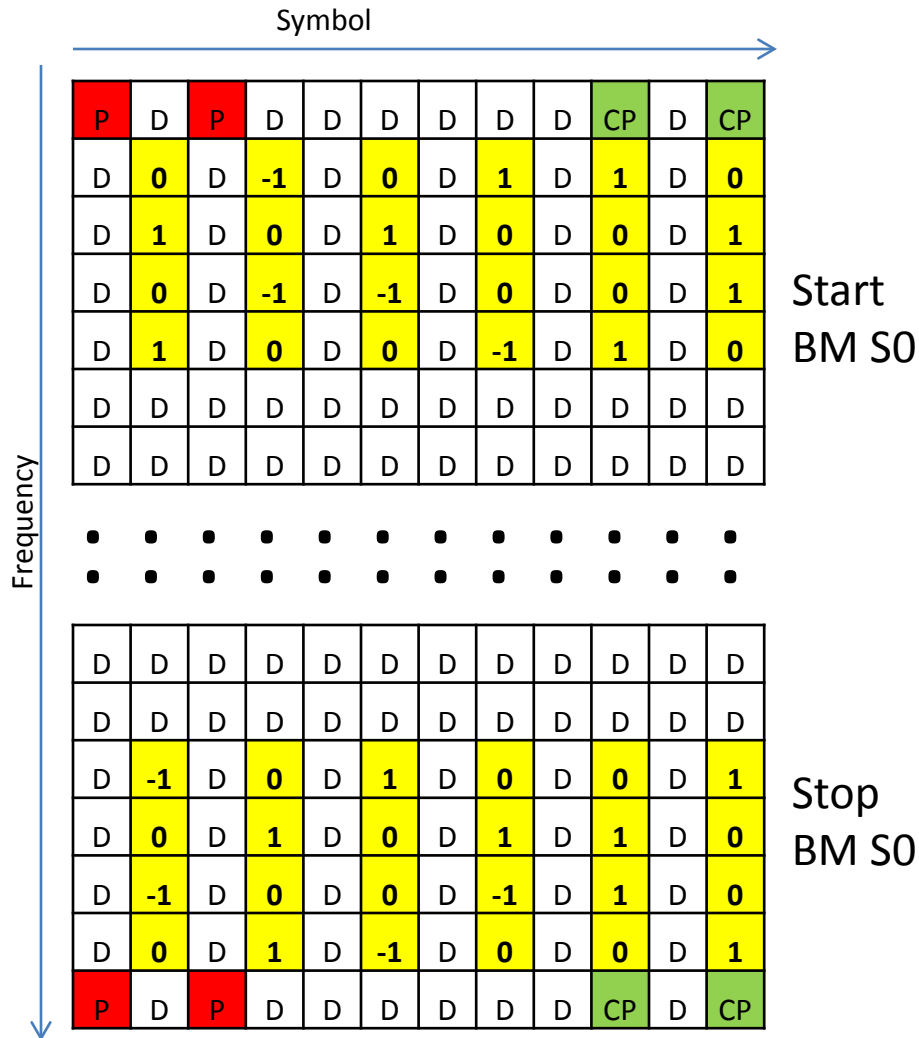 Symbol
Frequency
P D P D D D D D D CP D CP
D 0 D -1 D 0 D 1 D 1 D 0
D 1 D 0 D 1 D 0 D 0 D 1
D 0 D -1 D -1 D 0 D 0 D 1
D 1 D 0 D 0 D -1 D 1 D 0
D D D D D D D D D D D D
D D D D D D D D D D D D
Start
BM S0
D D D D D D D D D D D D
D D D D D D D D D D D D
D -1 D 0 D 1 D 0 D 0 D 1
D 0 D 1 D 0 D 1 D 1 D 0
D -1 D 0 D 0 D -1 D 1 D 0
D 0 D 1 D -1 D 0 D 0 D 1
P D P D D D D D D CP D CP
Stop
BM S0